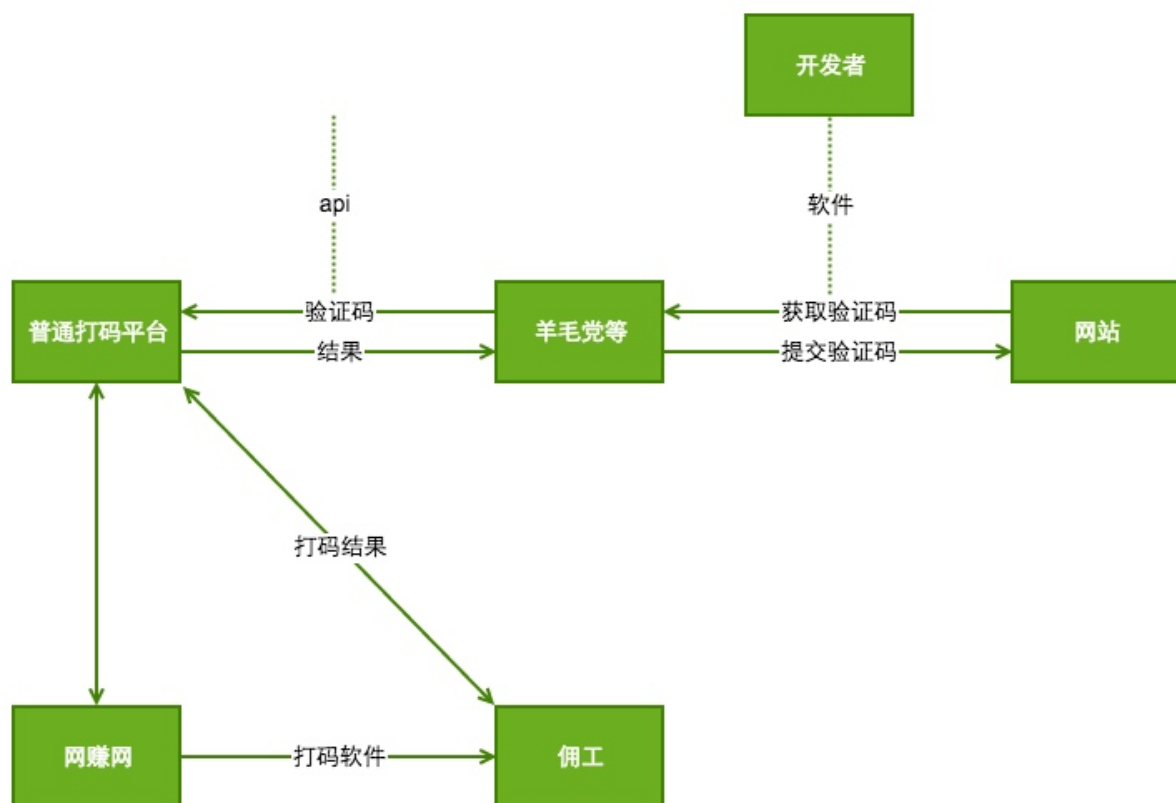 开发者
api
软件
普通打码平台
验证码
结果
羊毛党等
获取验证码
提交验证码
网站
打码结果
网赚网
打码软件
佣工